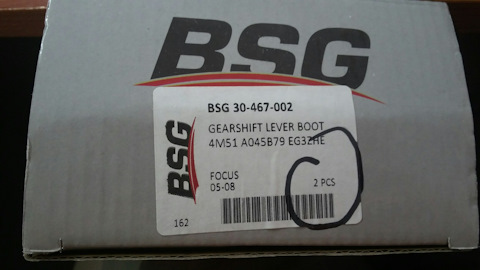 BSG
BSG 30-467-002
GEARSHIFT LEVER BOOT
4M51 A045B79 EG3ZHE
BSG
FOCUS
05-08
2 PCS
162